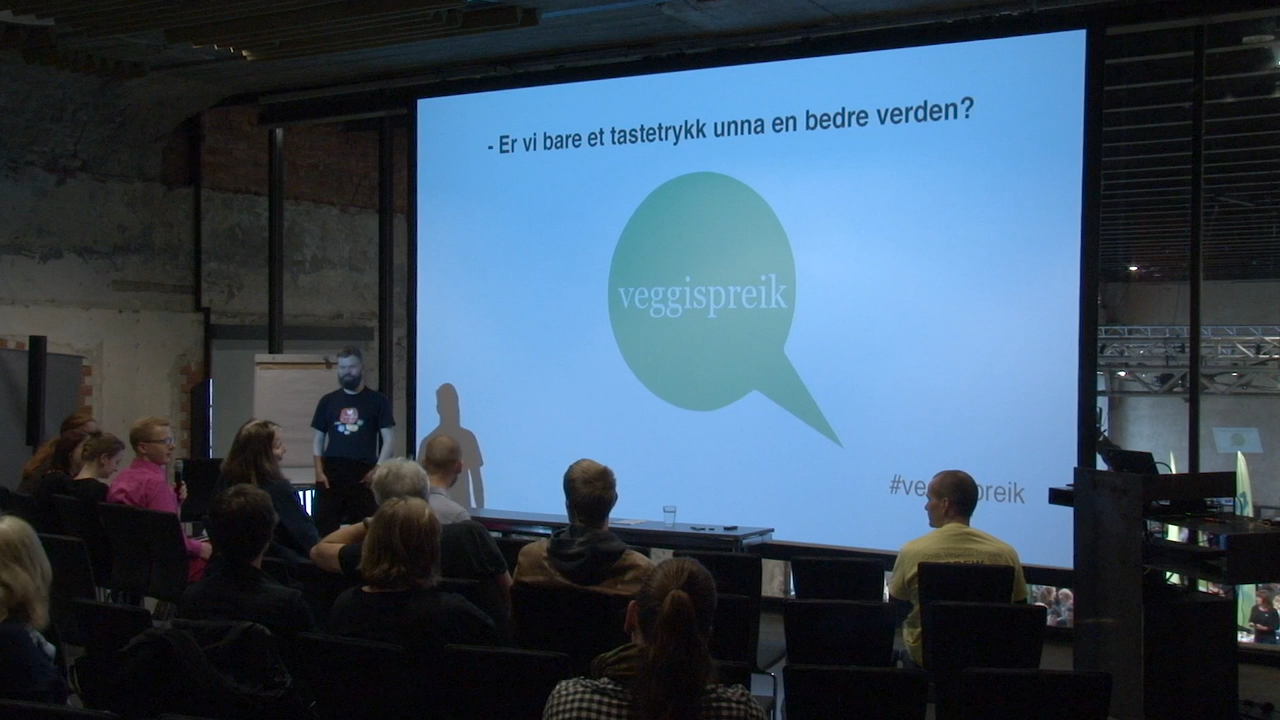 - Er vi bare et tastetrykk unna en bedre verden?
veggispreik